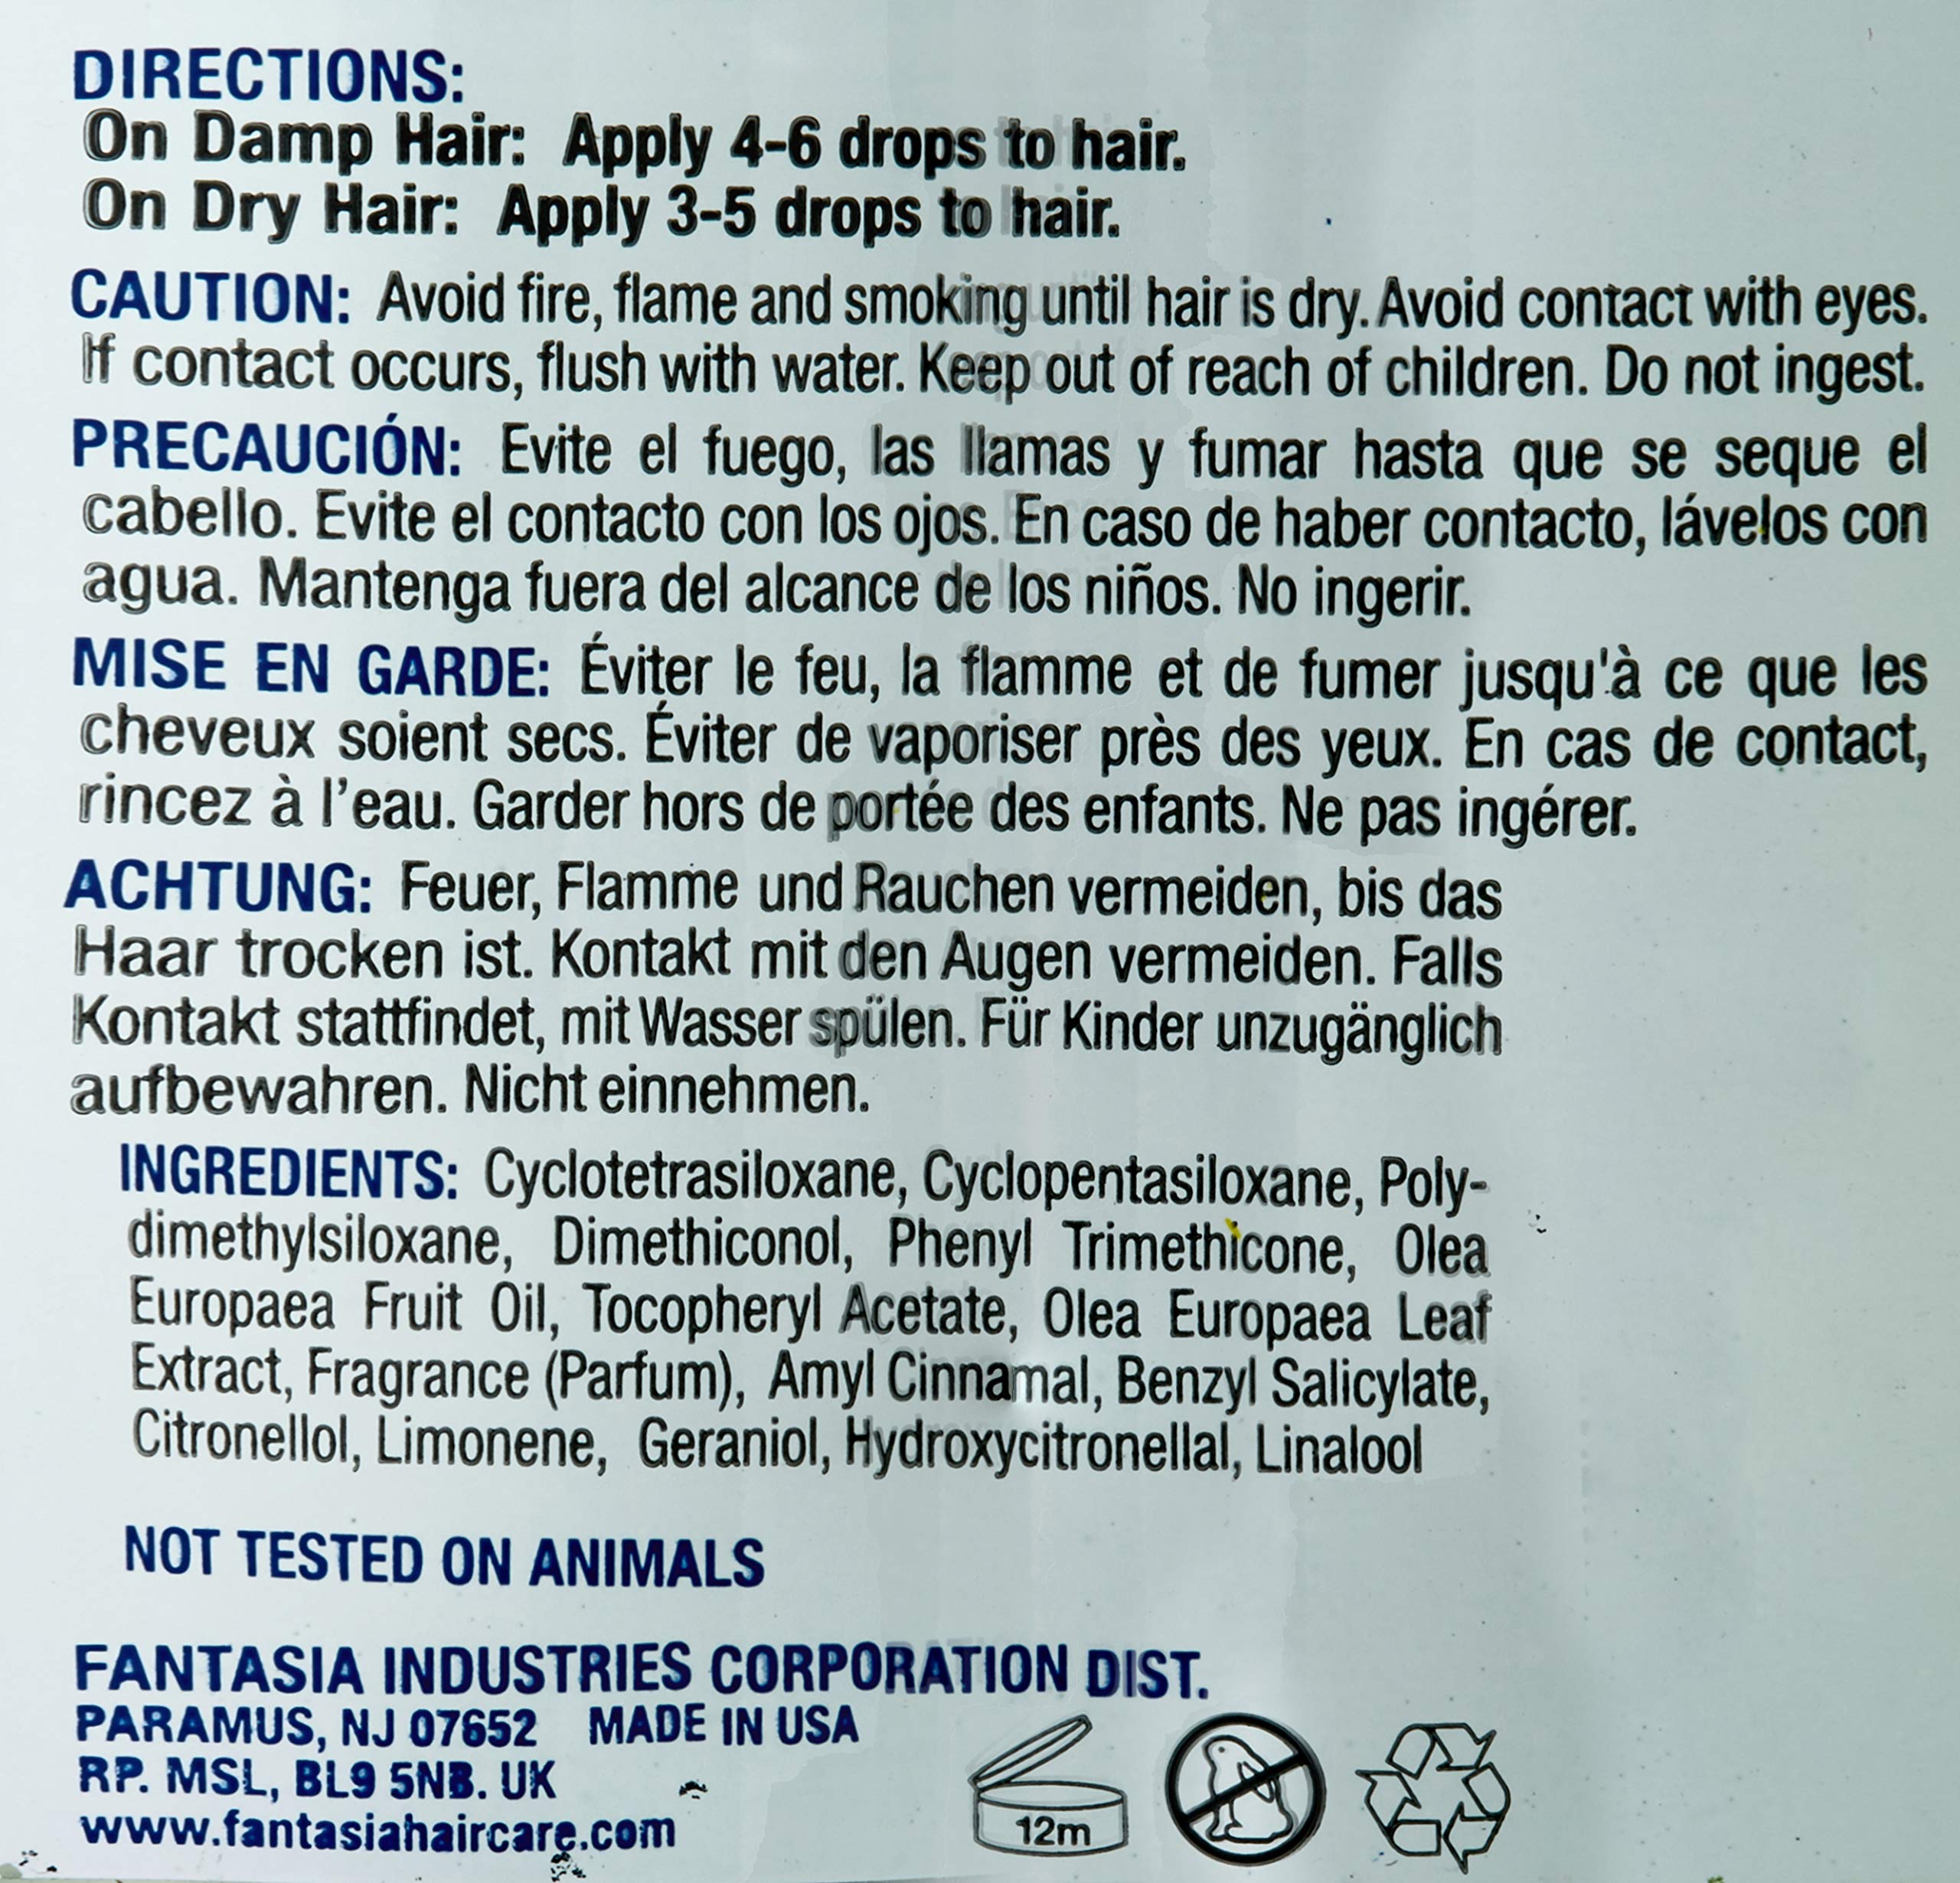 DIRECTIONS:
On Damp Hair: Apply 4-6 drops to hair.
On Dry Hair: Apply 3-5 drops to hair.
CAUTION: Avoid fire, flame and smoking until hair is dry. Avoid contact with eyes.
If contact occurs, flush with water. Keep out of reach of children. Do not ingest.
PRECAUCIÓN: Evite el fuego, las llamas y fumar hasta que se seque el
cabello. Evite el contacto con los ojos. En caso de haber contacto, lávelos con
agua. Mantenga fuera del alcance de los niños. No ingerir.
MISE EN GARDE: Éviter le feu, la flamme et de fumer jusqu'à ce que les
cheveux soient secs. Éviter de vaporiser près des yeux. En cas de contact,
rincez à l’eau. Garder hors de portée des enfants. Ne pas ingérer.
ACHTUNG: Feuer, Flamme und Rauchen vermeiden, bis das
Haar trocken ist. Kontakt mit den Augen vermeiden. Falls
Kontakt stattfindet, mit Wasser spülen. Für Kinder unzugänglich
aufbewahren. Nicht einnehmen.
INGREDIENTS: Cyclotetrasiloxane, Cyclopentasiloxane, Poly-
dimethylsiloxane, Dimethiconol, Phenyl Trimethicone, Olea
Europaea Fruit Oil, Tocopheryl Acetate, Olea Europaea Leaf
Extract, Fragrance (Parfum), Amyl Cinnamal, Benzyl Salicylate,
Citronellol, Limonene, Geraniol, Hydroxycitronellal, Linalool
NOT TESTED ON ANIMALS
FANTASIA INDUSTRIES CORPORATION DIST.
PARAMUS, NJ 07652 MADE IN USA
RP. MSL, BL9 5NB. UK
www.fantasiahaircare.com
12m